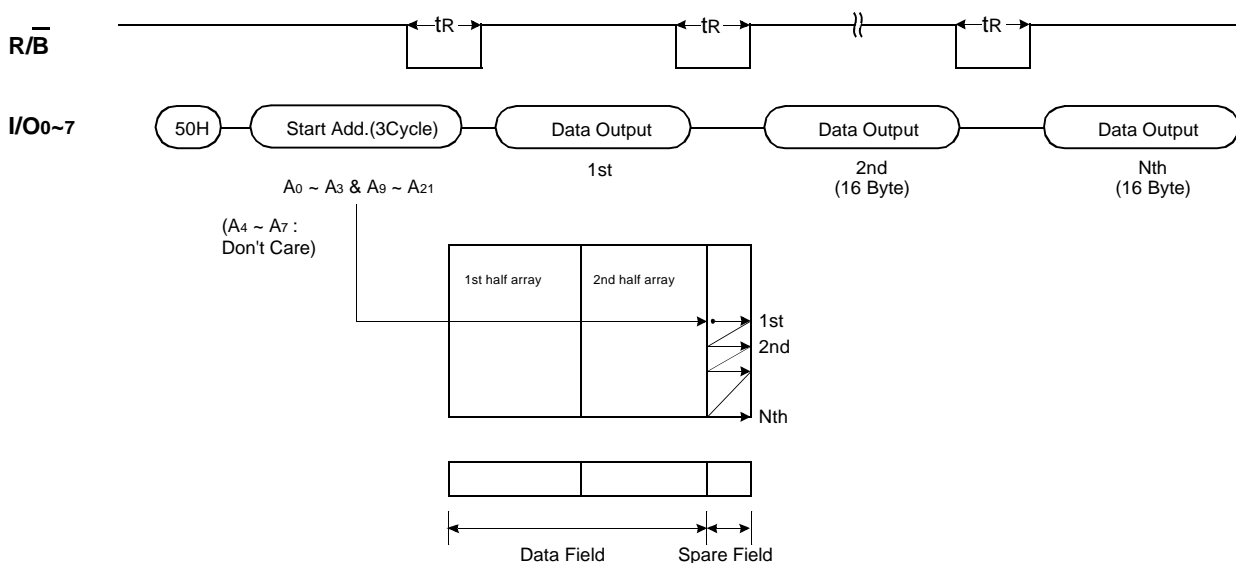 R/B
tR
tR
tR
I/O0~7
50H
Start Add.(3Cycle)
Data Output
Data Output
Data Output
1st
2nd
(16 Byte)
Nth
(16 Byte)
A0 ~ A3 & A9 ~ A21
(A4 ~ A7 :
Don't Care)
1st half array
2nd half array
1st
2nd
Nth
Data Field
Spare Field